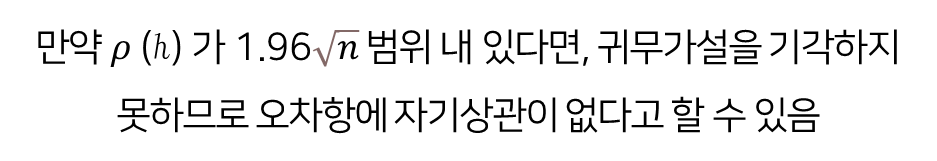 만약 ρ (ℎ) 가 1.96√n 범위 내 있다면, 귀무가설을 기각하지
못하므로 오차항에 자기상관이 없다고 할 수 있음